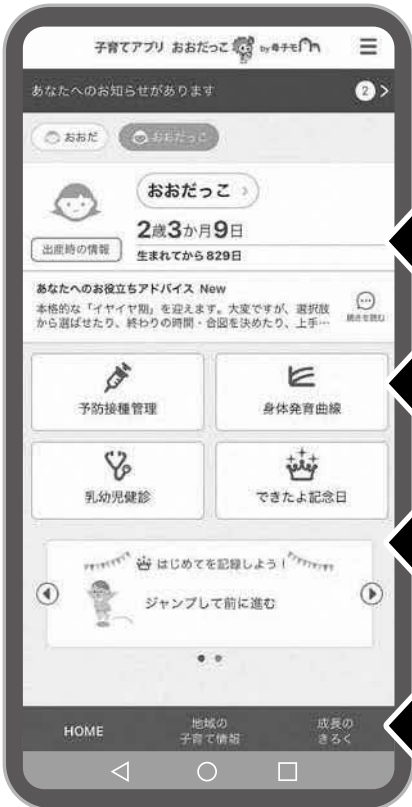 子育てアプリ おおだっこ by 母子モ
あなたへのお知らせがあります 2
おおだ おおだっこ
おおだっこ
2歳3か月9日
出産時の情報
生まれてから829日
あなたへのお役立ちアドバイス New
本格的な「イヤイヤ期」を迎えます。大変ですが、選択肢
から選ばせたり、終わりの時間・合図を決めたり、上手…
続きを読む
予防接種管理 身体発育曲線
乳幼児健診 できたよ記念日
はじめてを記録しよう!
ジャンプして前に進む
HOME 地域の 成長の
子育て情報 きろく